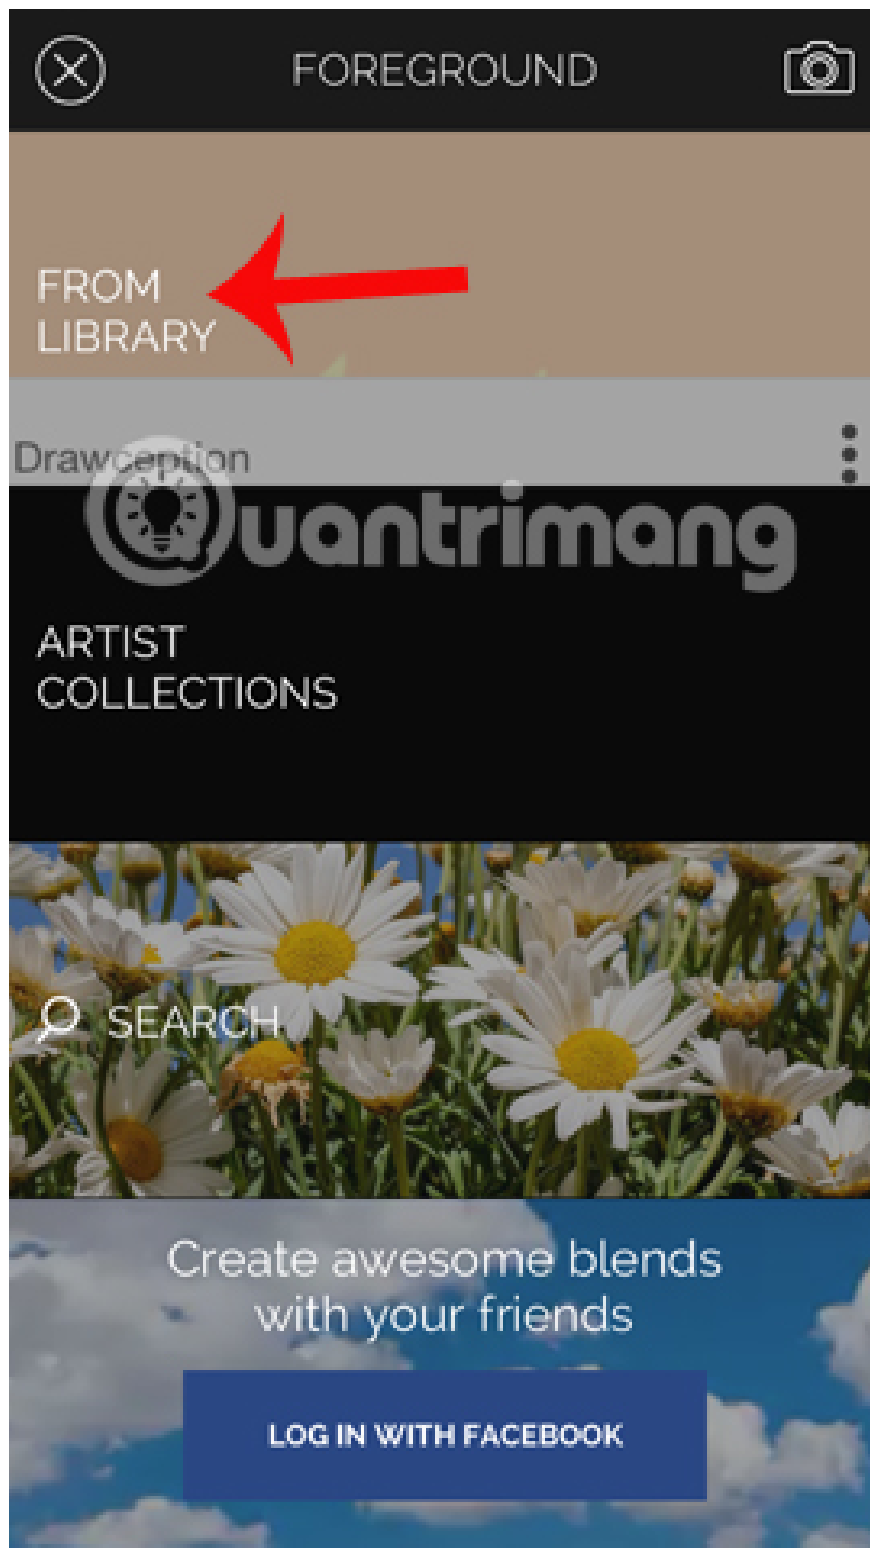 FOREGROUND
FROM
LIBRARY
Drawception
Quantrimang
ARTIST
COLLECTIONS
SEARCH
Create awesome blends
with your friends
LOG IN WITH FACEBOOK